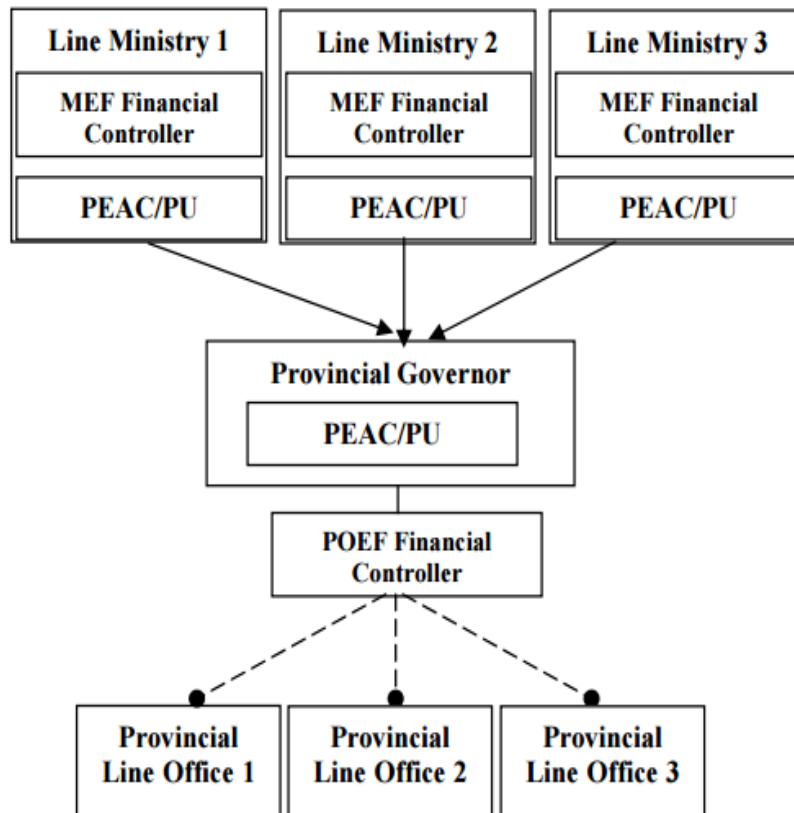 Line Ministry 1
MEF Financial
Controller
PEAC/PU
Line Ministry 2
MEF Financial
Controller
PEAC/PU
Line Ministry 3
MEF Financial
Controller
PEAC/PU
Provincial Governor
PEAC/PU
POEF Financial
Controller
Provincial
Line Office 1
Provincial
Line Office 2
Provincial
Line Office 3